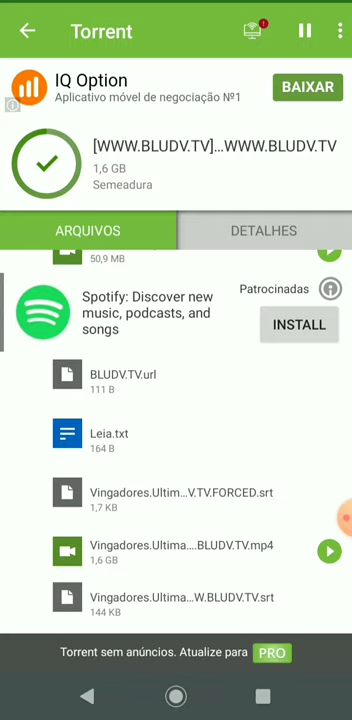 Torrent
!
IQ Option
Aplicativo móvel de negociação Nº1
BAIXAR
[WWW.BLUDV.TV]...WWW.BLUDV.TV
1,6 GB
Semeadura
ARQUIVOS
DETALHES
50,9 MB
Spotify: Discover new
music, podcasts, and
songs
Patrocinadas
INSTALL
BLUDV.TV.url
111 B
Leia.txt
164 B
Vingadores.Ultim...V.TV.FORCED.srt
1,7 KB
Vingadores.Ultima....BLUDV.TV.mp4
1,6 GB
Vingadores.Ultima...W.BLUDV.TV.srt
144 KB
Torrent sem anúncios. Atualize para PRO